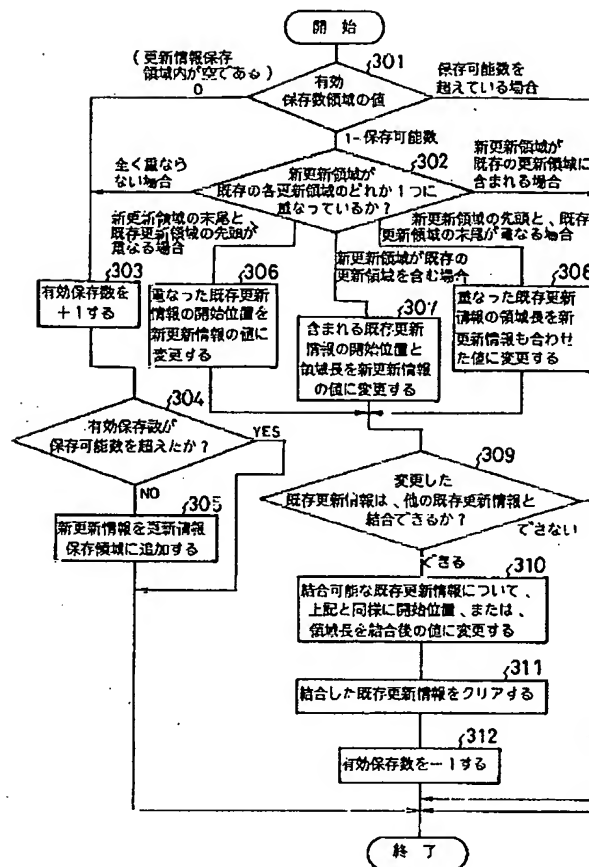 開始
301
(更新情報保存
領域内が空である)
0
有効
保存数領域の値
保存可能数を
超えている場合
1-保存可能数
302
全く重なら
ない場合
新更新領域が
既存の各更新領域のどれか1つに
重なっているか?
新更新領域が
既存の更新領域に
含まれる場合
新更新領域の末尾と、
既存更新領域の先頭が
重なる場合
新更新領域の先頭と、既存
更新領域の末尾が重なる場合
新更新領域が既存の
更新領域を含む場合
303
有効保存数を
+1する
306
重なった既存更新
情報の開始位置を
新更新情報の値に
変更する
307
含まれる既存更新
情報の開始位置と
領域長を新更新情報
の値に変更する
308
重なった既存更新
情報の領域長を新
更新情報も合わせ
た値に変更する
304
有効保存数が
保存可能数を超えたか?
YES
NO
305
新更新情報を更新情報
保存領域に追加する
309
変更した
既存更新情報は、他の既存更新情報と
結合できるか?
できない
できる
310
結合可能な既存更新情報について、
上記と同様に開始位置、または、
領域長を結合後の値に変更する
311
結合した既存更新情報をクリアする
312
有効保存数を-1する
終了